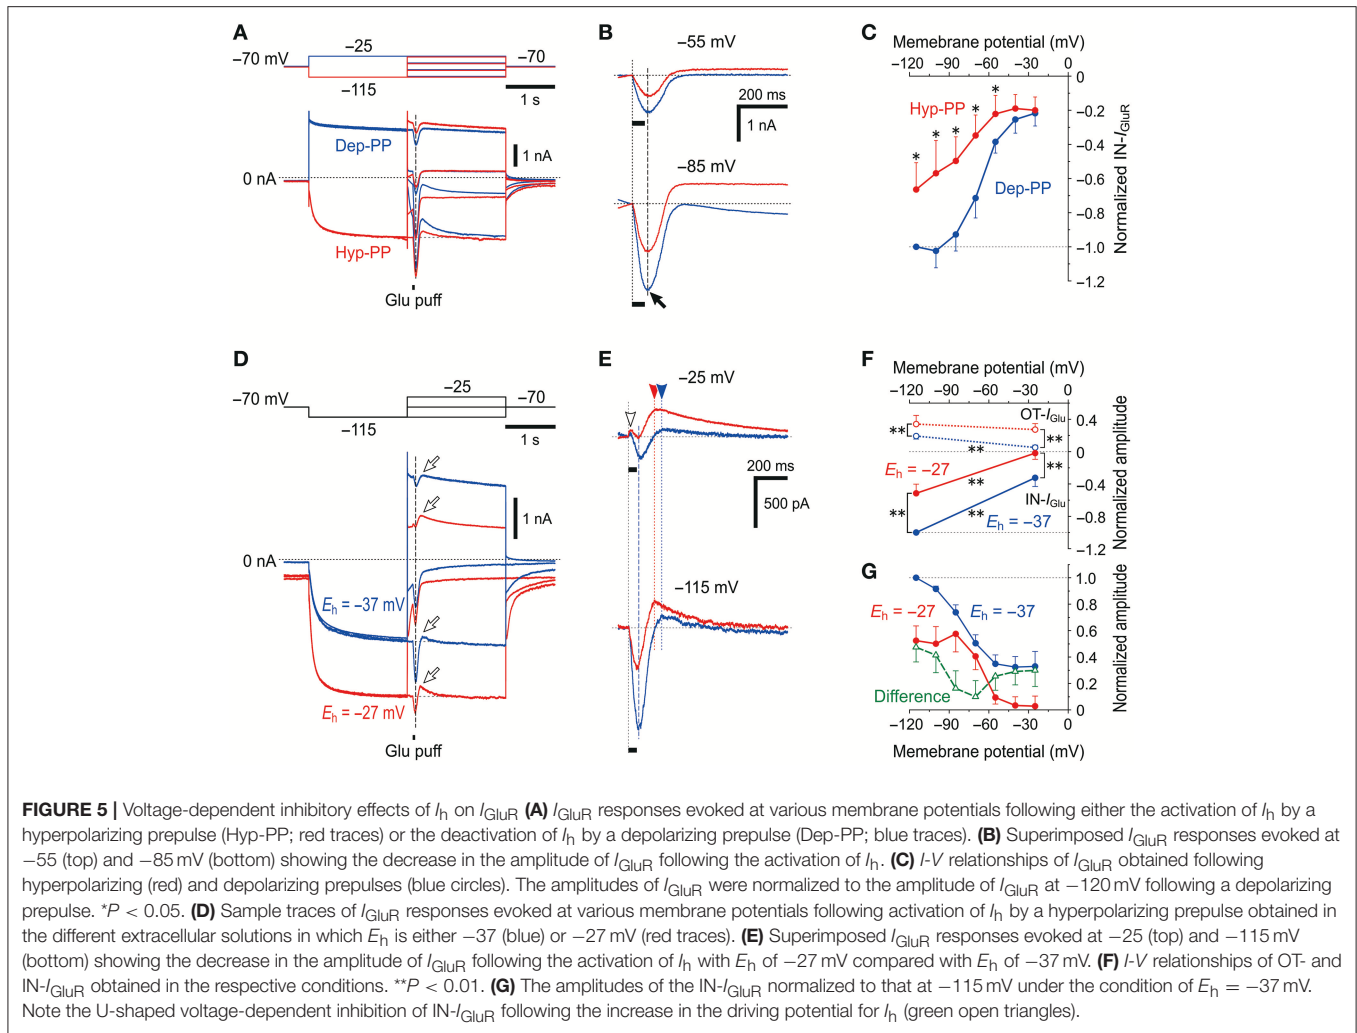 A
−70 mV
−25
−115
−70
1 s
Dep-PP
1 nA
0 nA
Hyp-PP
Glu puff
B
−55 mV
200 ms
1 nA
−85 mV
C
Memebrane potential (mV)
−120 −90 −60 −30 0
0
−0.2
−0.4
−0.6
−0.8
−1.0
−1.2
Normalized IN-IGluR
Hyp-PP
* * * * *
Dep-PP
D
−70 mV
−25
−115
−70
1 s
1 nA
0 nA
Eh = −37 mV
Eh = −27 mV
Glu puff
E
−25 mV
200 ms
500 pA
−115 mV
F
Memebrane potential (mV)
−120 −90 −60 −30 0
0.4
0
−0.4
−0.8
−1.2
Normalized amplitude
OT-IGlu
**
**
**
Eh = −27
**
**
IN-IGlu
**
**
Eh = −37
G
1.0
0.8
0.6
0.4
0.2
0
Normalized amplitude
Eh = −27
Eh = −37
Difference
−120 −90 −60 −30 0
Memebrane potential (mV)
FIGURE 5 | Voltage-dependent inhibitory effects of Ih on IGluR (A) IGluR responses evoked at various membrane potentials following either the activation of Ih by a
hyperpolarizing prepulse (Hyp-PP; red traces) or the deactivation of Ih by a depolarizing prepulse (Dep-PP; blue traces). (B) Superimposed IGluR responses evoked at
−55 (top) and −85 mV (bottom) showing the decrease in the amplitude of IGluR following the activation of Ih. (C) I-V relationships of IGluR obtained following
hyperpolarizing (red) and depolarizing prepulses (blue circles). The amplitudes of IGluR were normalized to the amplitude of IGluR at −120 mV following a depolarizing
prepulse. *P < 0.05. (D) Sample traces of IGluR responses evoked at various membrane potentials following activation of Ih by a hyperpolarizing prepulse obtained in
the different extracellular solutions in which Eh is either −37 (blue) or −27 mV (red traces). (E) Superimposed IGluR responses evoked at −25 (top) and −115 mV
(bottom) showing the decrease in the amplitude of IGluR following the activation of Ih with Eh of −27 mV compared with Eh of −37 mV. (F) I-V relationships of OT- and
IN-IGluR obtained in the respective conditions. **P < 0.01. (G) The amplitudes of the IN-IGluR normalized to that at −115 mV under the condition of Eh = −37 mV.
Note the U-shaped voltage-dependent inhibition of IN-IGluR following the increase in the driving potential for Ih (green open triangles).